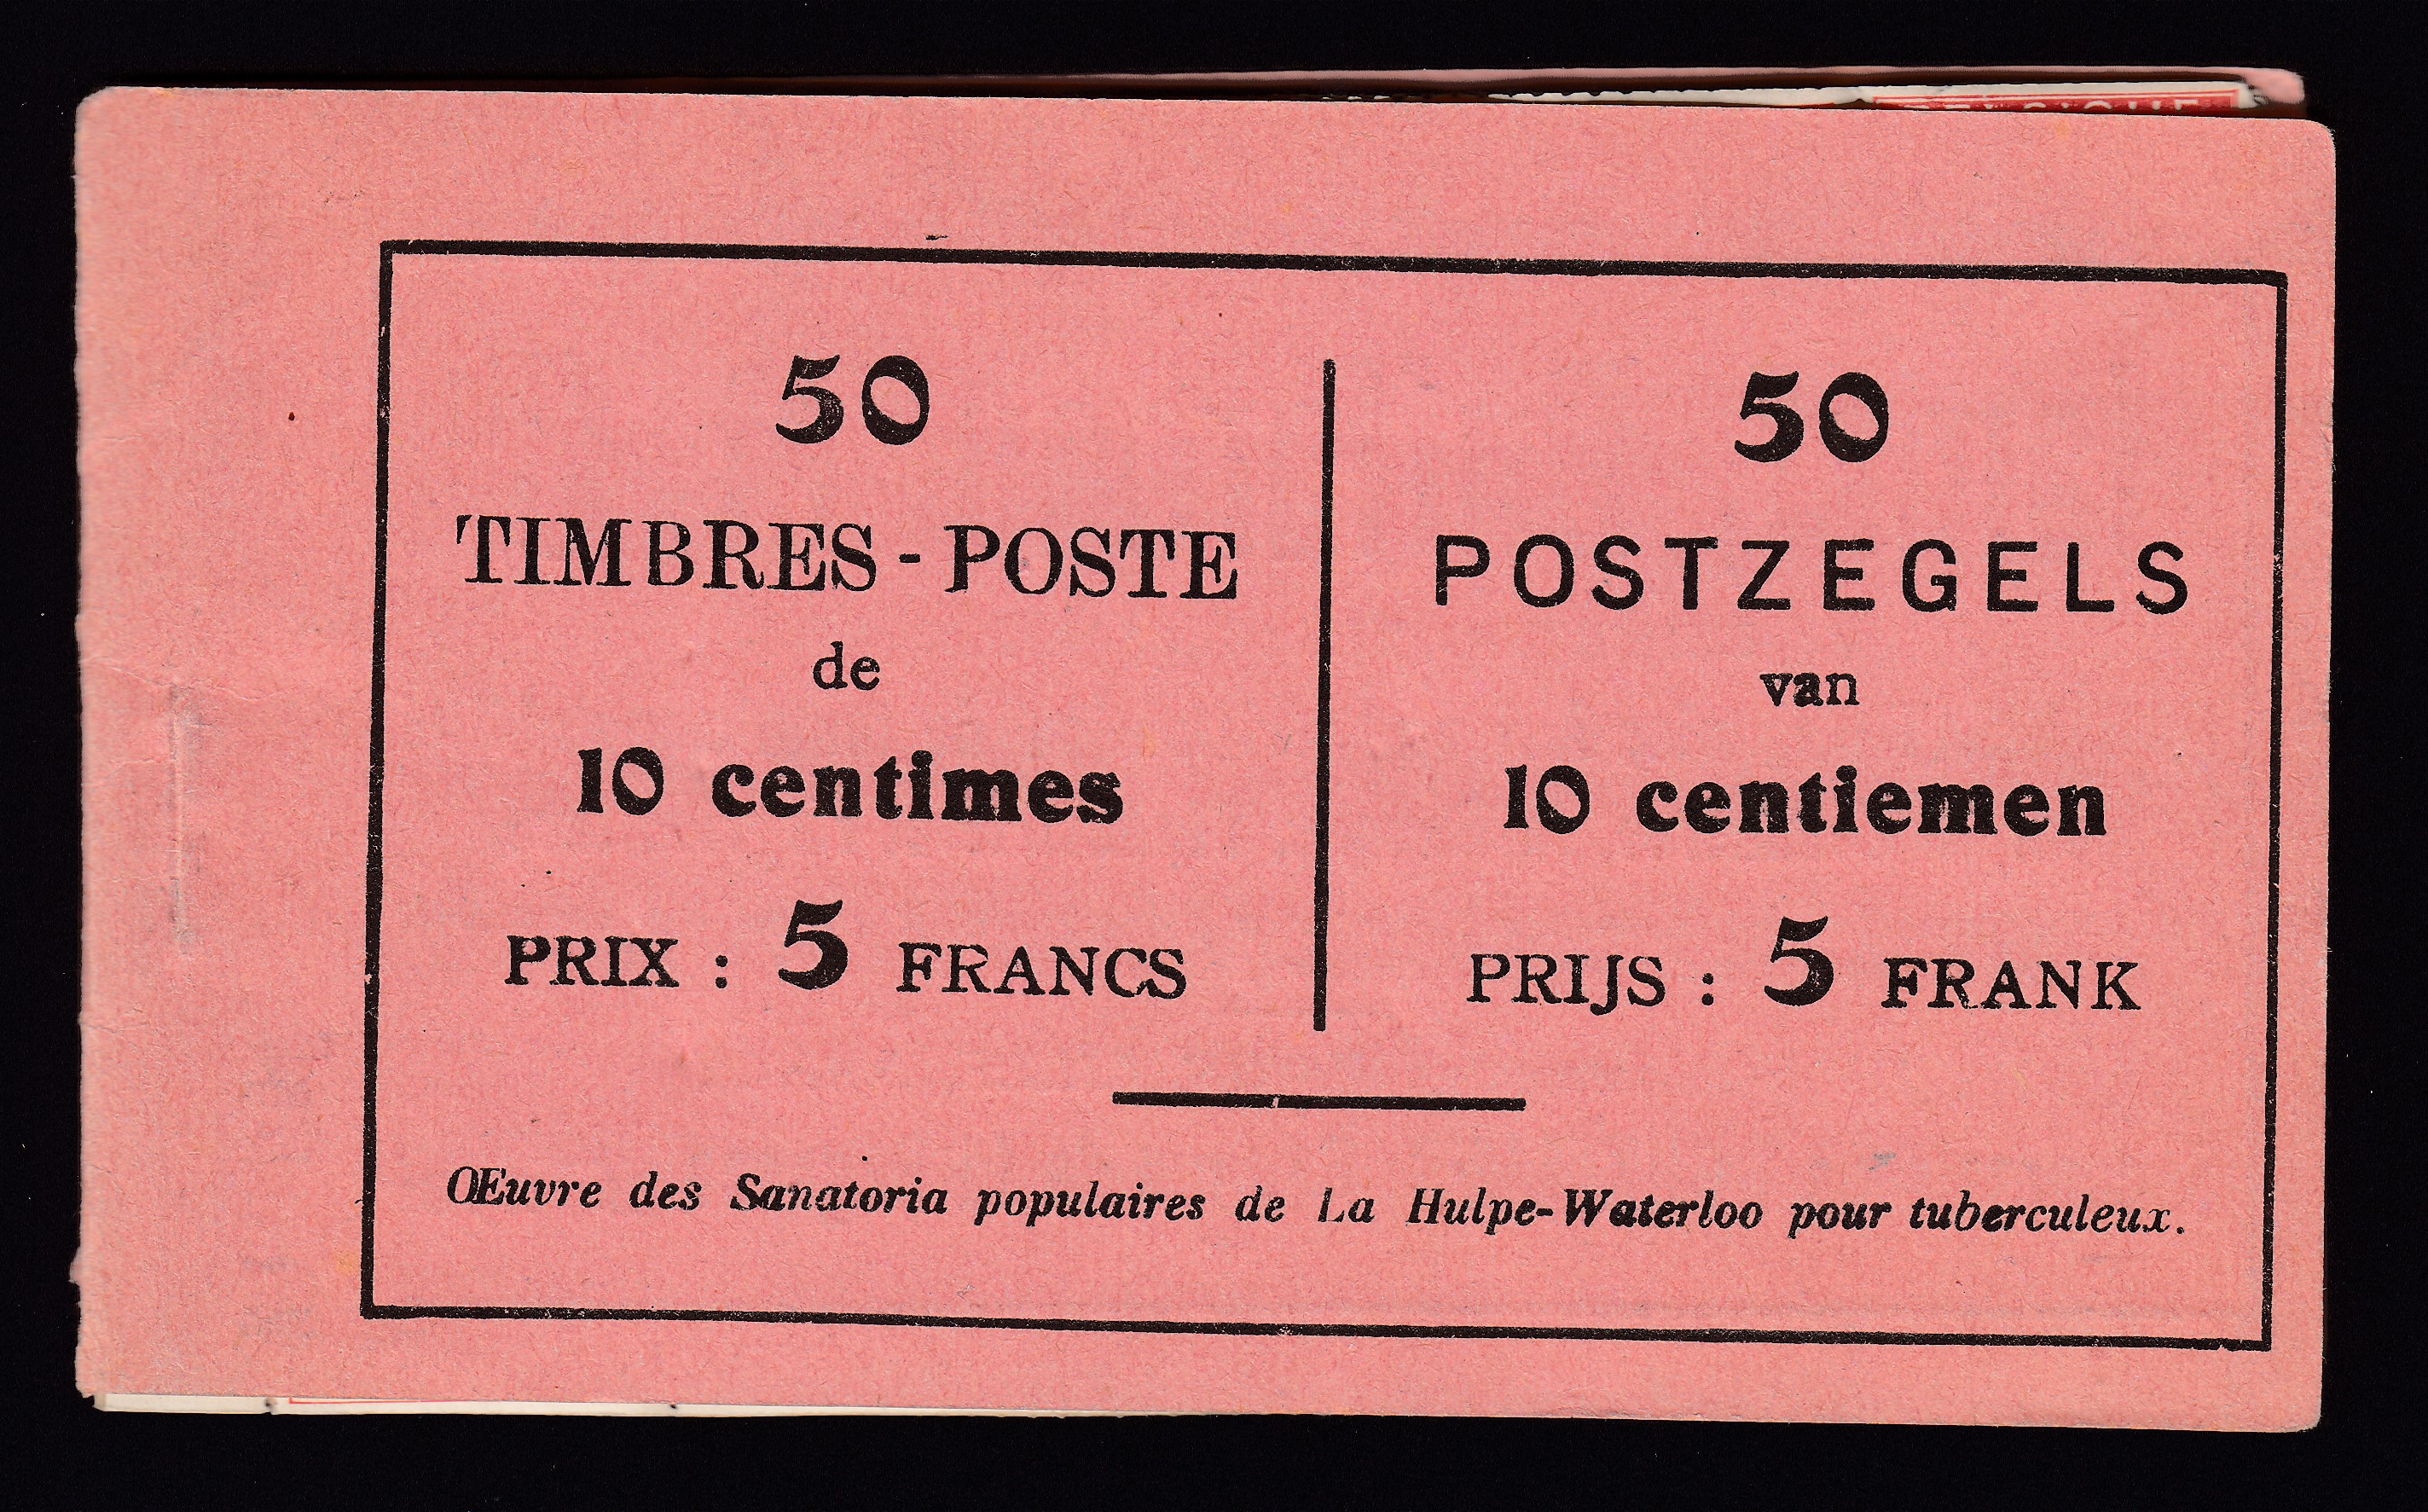 BELGIQUE
50
TIMBRES-POSTE
de
10 centimes
PRIX : 5 FRANCS
50
POSTZEGELS
van
10 centiemen
PRIJS : 5 FRANK
Œuvre des Sanatoria populaires de La Hulpe-Waterloo pour tuberculeux.